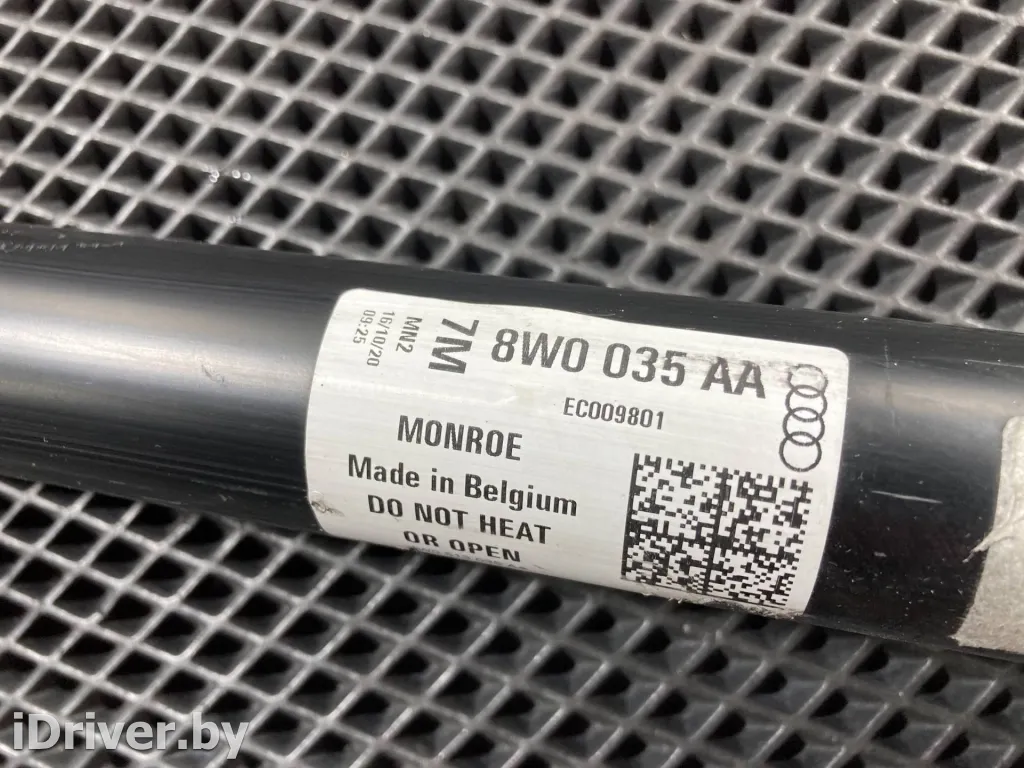 MN2
16/10/20
09:25
7M
8W0 035 AA
EC009801
MONROE
Made in Belgium
DO NOT HEAT
OR OPEN
iDriver.by